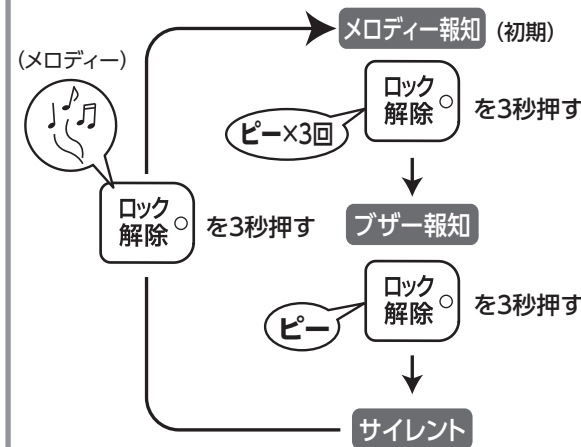 メロディー報知 (初期)
(メロディー)
ロック
解除
を3秒押す
ピー×3回
ロック
解除
を3秒押す
ブザー報知
ロック
解除
を3秒押す
ピー
サイレント